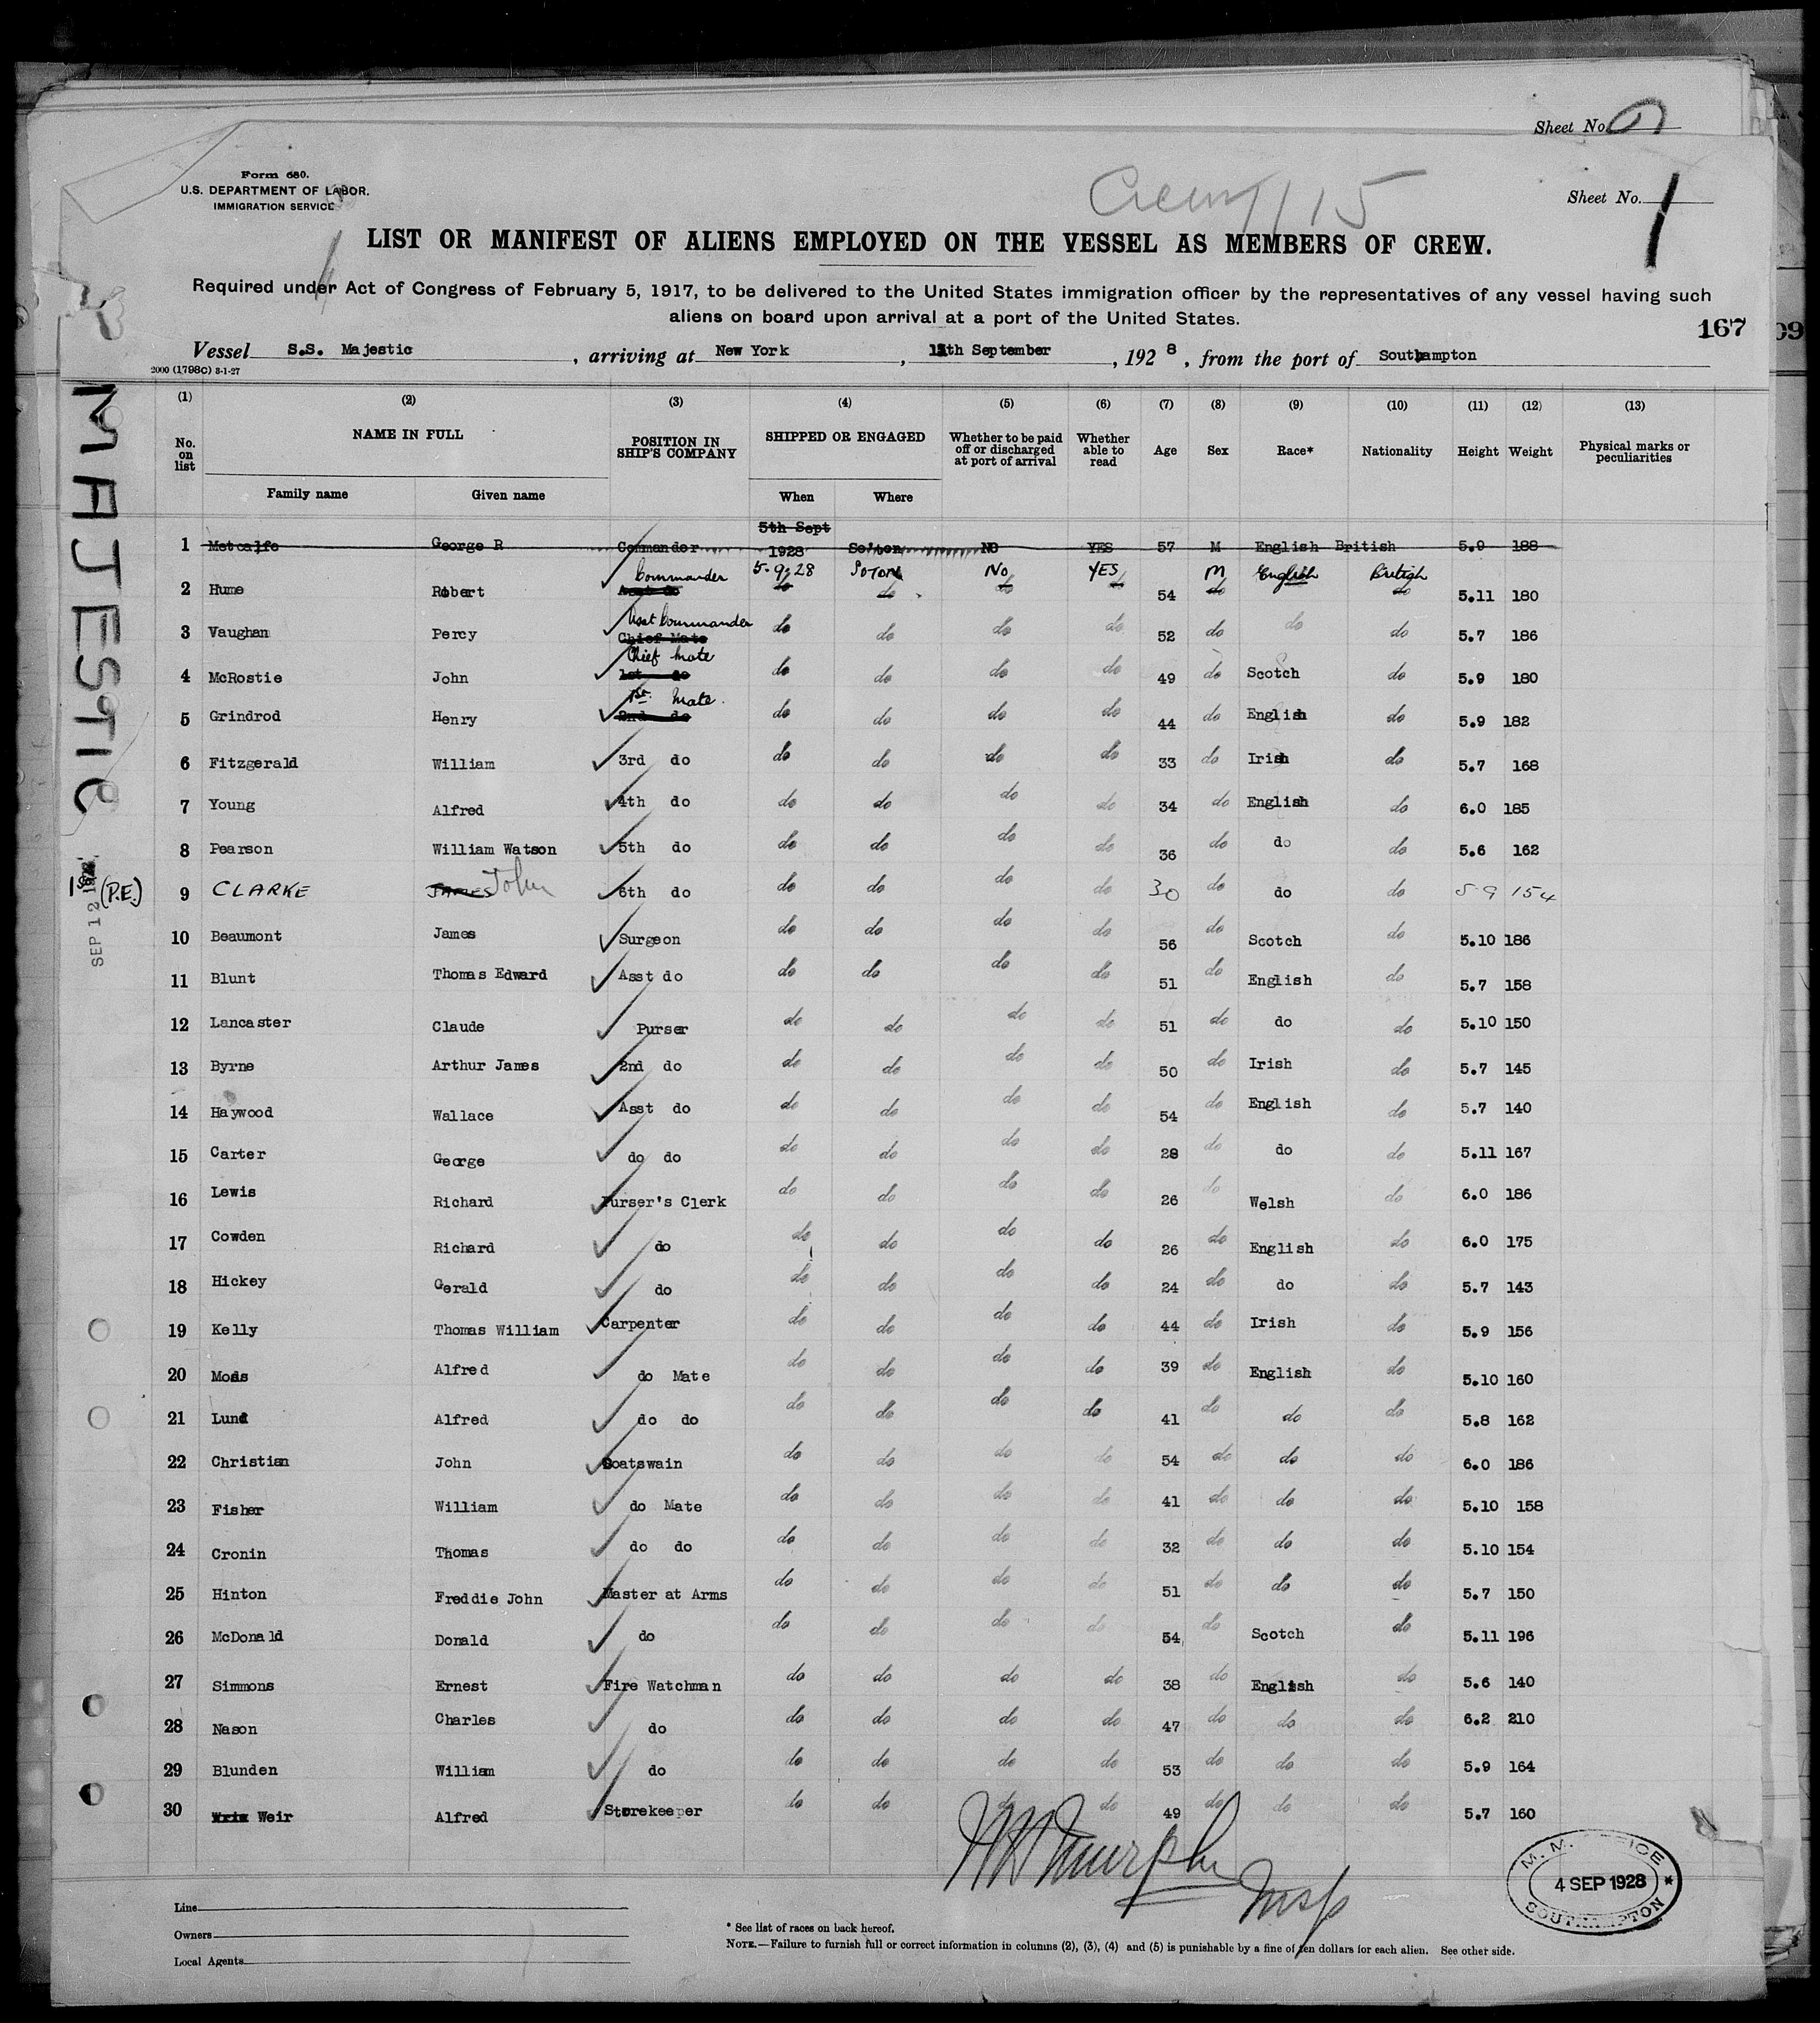 Sheet No.
Form 680.
U.S. DEPARTMENT OF LABOR.
IMMIGRATION SERVICE
Crew 1115
Sheet No. 1
LIST OR MANIFEST OF ALIENS EMPLOYED ON THE VESSEL AS MEMBERS OF CREW.
Required under Act of Congress of February 5, 1917, to be delivered to the United States immigration officer by the representatives of any vessel having such
aliens on board upon arrival at a port of the United States.
167
Vessel S.S. Majestic, arriving at New York, th September, 1928, from the port of Southampton
2000 (1798c) 3-1-27
MAJESTIC
(1) (2) (3) (4) (5) (6) (7) (8) (9) (10) (11) (12) (13)
No. on list NAME IN FULL POSITION IN SHIP'S COMPANY SHIPPED OR ENGAGED Whether to be paid off or discharged at port of arrival Whether able to read Age Sex Race* Nationality Height Weight Physical marks or peculiarities
Family name Given name When Where
5th Sept
1 Metcalfe George R Commander 1928 So'ton NO YES 57 M English British 5.9 188
Commander 5.9.28 SOTON No YES M English British
2 Hume Robert Asst do do do do do 54 do do 5.11 180
Asst Commander
3 Vaughan Percy Chief Mate do do do do 52 do do do 5.7 186
Chief Mate
4 McRostie John 1st do do do do do 49 do Scotch do 5.9 180
1st Mate.
5 Grindrod Henry 2nd do do do do do 44 do English do 5.9 182
6 Fitzgerald William 3rd do do do do do 33 do Irish do 5.7 168
7 Young Alfred 4th do do do do do 34 do English do 6.0 185
8 Pearson William Watson 5th do do do do do 36 do do do 5.6 162
1st (P.E.) SEP 12 1928
9 CLARKE JAMES John 6th do do do do do 30 do do do 5 9 154
10 Beaumont James Surgeon do do do do 56 do Scotch do 5.10 186
11 Blunt Thomas Edward Asst do do do do do 51 do English do 5.7 158
12 Lancaster Claude Purser do do do do 51 do do do 5.10 150
13 Byrne Arthur James 2nd do do do do do 50 do Irish do 5.7 145
14 Haywood Wallace Asst do do do do do 54 do English do 5.7 140
15 Carter George do do do do do do 28 do do do 5.11 167
16 Lewis Richard Purser's Clerk do do do do 26 do Welsh do 6.0 186
17 Cowden Richard do do do do do 26 do English do 6.0 175
18 Hickey Gerald do do do do do 24 do do do 5.7 143
19 Kelly Thomas William Carpenter do do do do 44 do Irish do 5.9 156
20 Moss Alfred do Mate do do do do 39 do English do 5.10 160
21 Lund Alfred do do do do do do 41 do do do 5.8 162
22 Christian John Boatswain do do do do 54 do do do 6.0 186
23 Fisher William do Mate do do do do 41 do do do 5.10 158
24 Cronin Thomas do do do do do do 32 do do do 5.10 154
25 Hinton Freddie John Master at Arms do do do do 51 do do do 5.7 150
26 McDonald Donald do do do do do 54 do Scotch do 5.11 196
27 Simmons Ernest Fire Watchman do do do do 38 do English do 5.6 140
28 Nason Charles do do do do do 47 do do do 6.2 210
29 Blunden William do do do do do 53 do do do 5.9 164
30 Weir Alfred Storekeeper do do do do 49 do do do 5.7 160
Murphy
Insp
M. M. OFFICE
4 SEP 1928
SOUTHAMPTON
Line
Owners
Local Agents
* See list of races on back hereof.
NOTE.—Failure to furnish full or correct information in columns (2), (3), (4) and (5) is punishable by a fine of ten dollars for each alien. See other side.